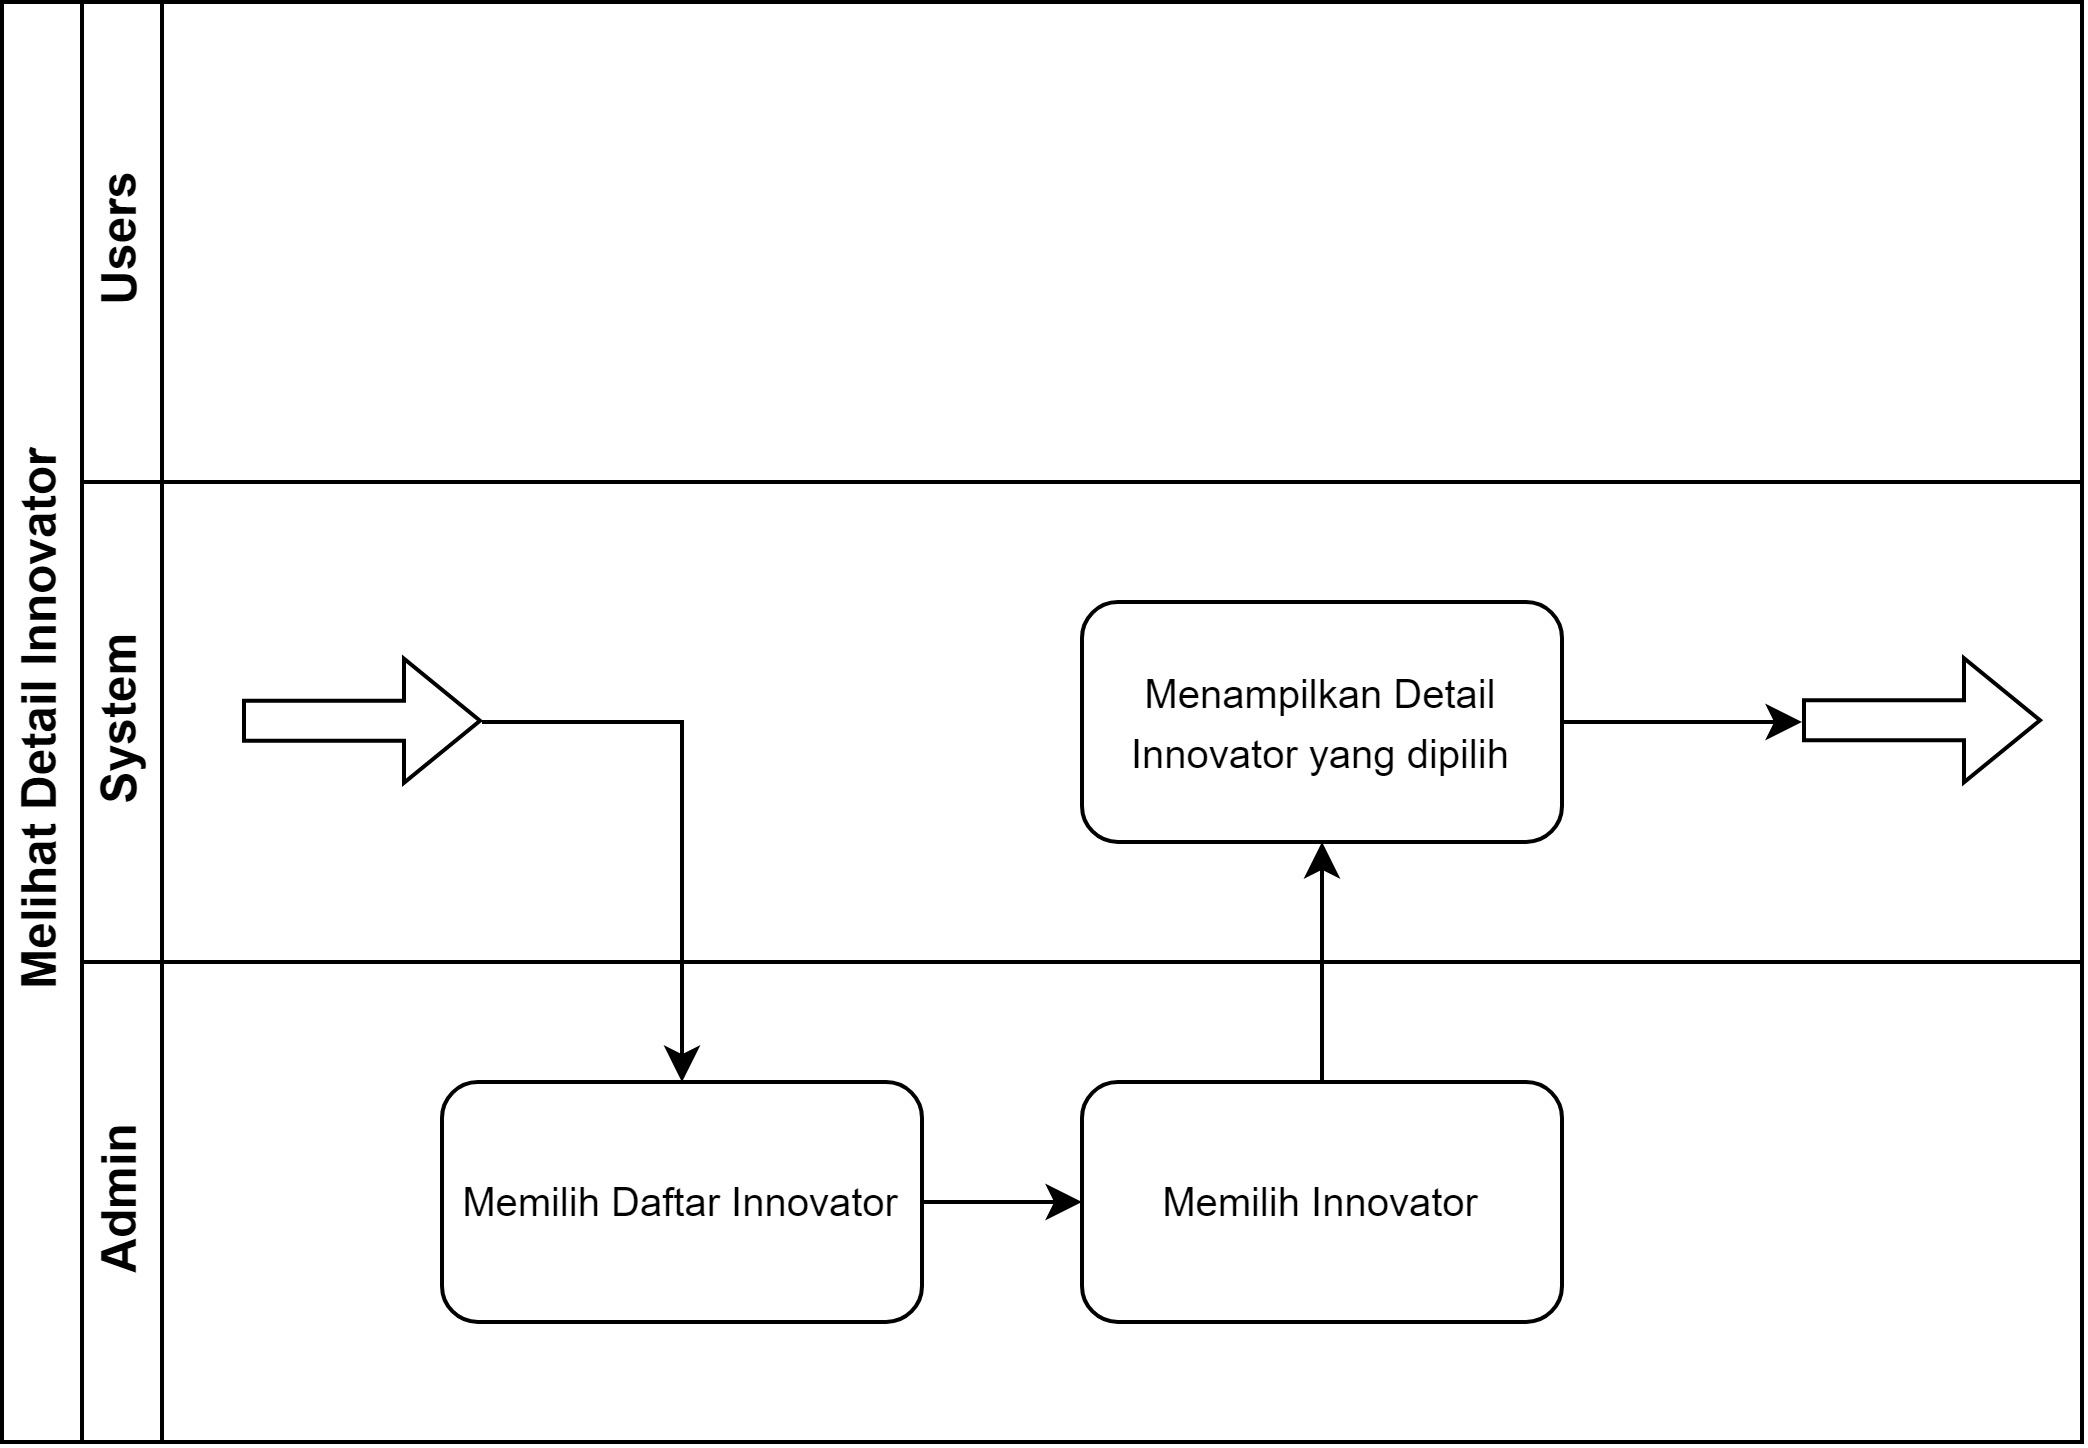 Melihat Detail Innovator
Users
System
Menampilkan Detail
Innovator yang dipilih
Admin
Memilih Daftar Innovator
Memilih Innovator